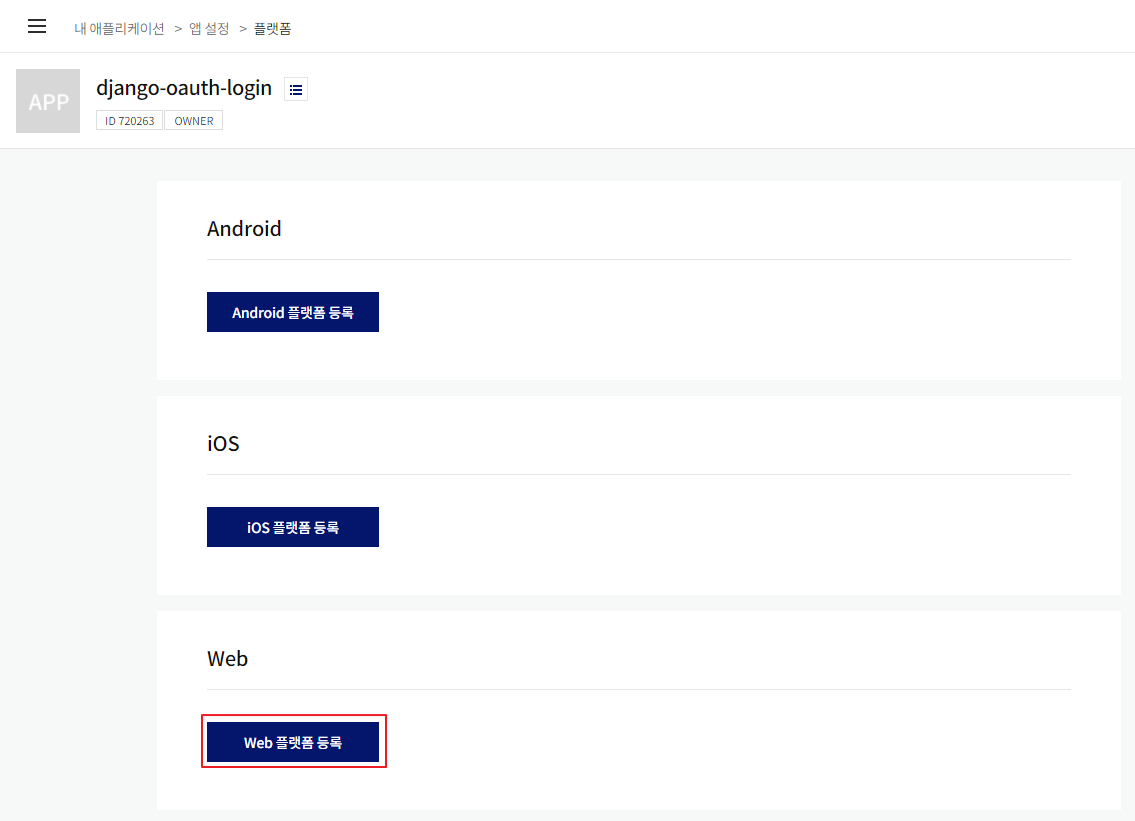 내 애플리케이션 > 앱 설정 > 플랫폼
APP
django-oauth-login
ID 720263 OWNER
Android
Android 플랫폼 등록
iOS
iOS 플랫폼 등록
Web
Web 플랫폼 등록